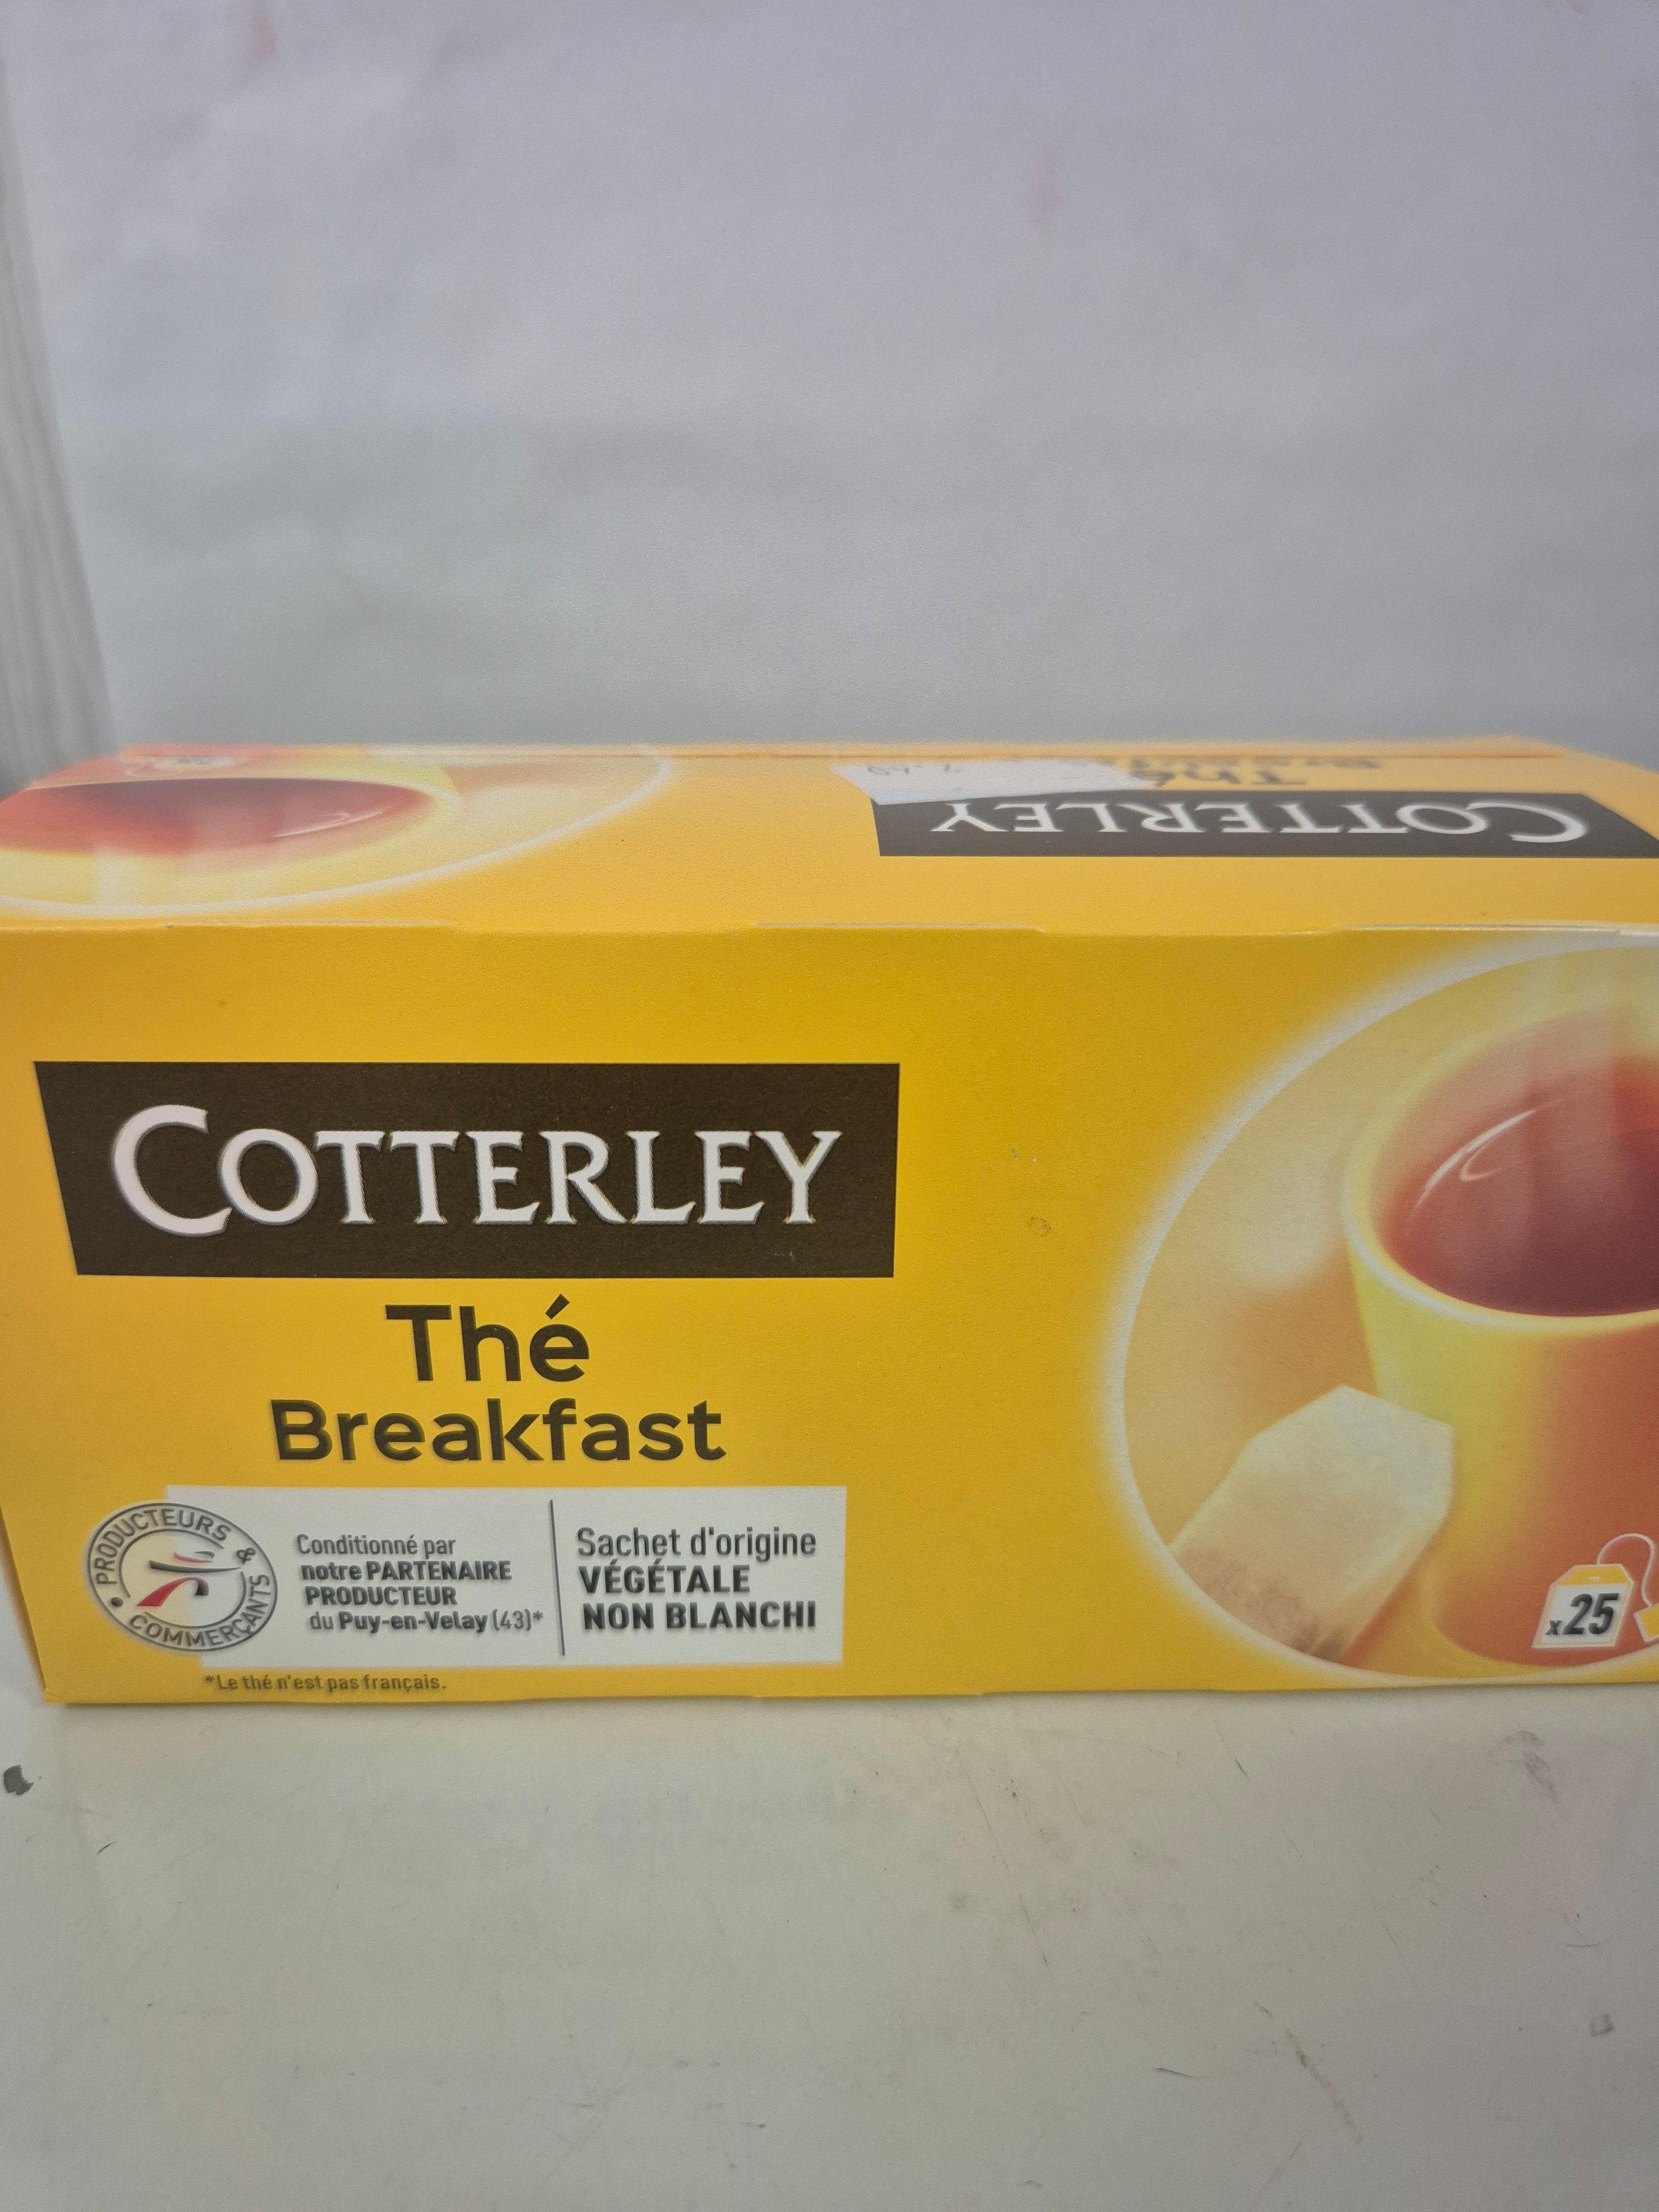 COTTERLEY
Thé
COTTERLEY
Thé
Breakfast
PRODUCTEURS & COMMERÇANTS
Conditionné par
notre PARTENAIRE
PRODUCTEUR
du Puy-en-Velay (43)*
Sachet d'origine
VÉGÉTALE
NON BLANCHI
*Le thé n'est pas français.
x25